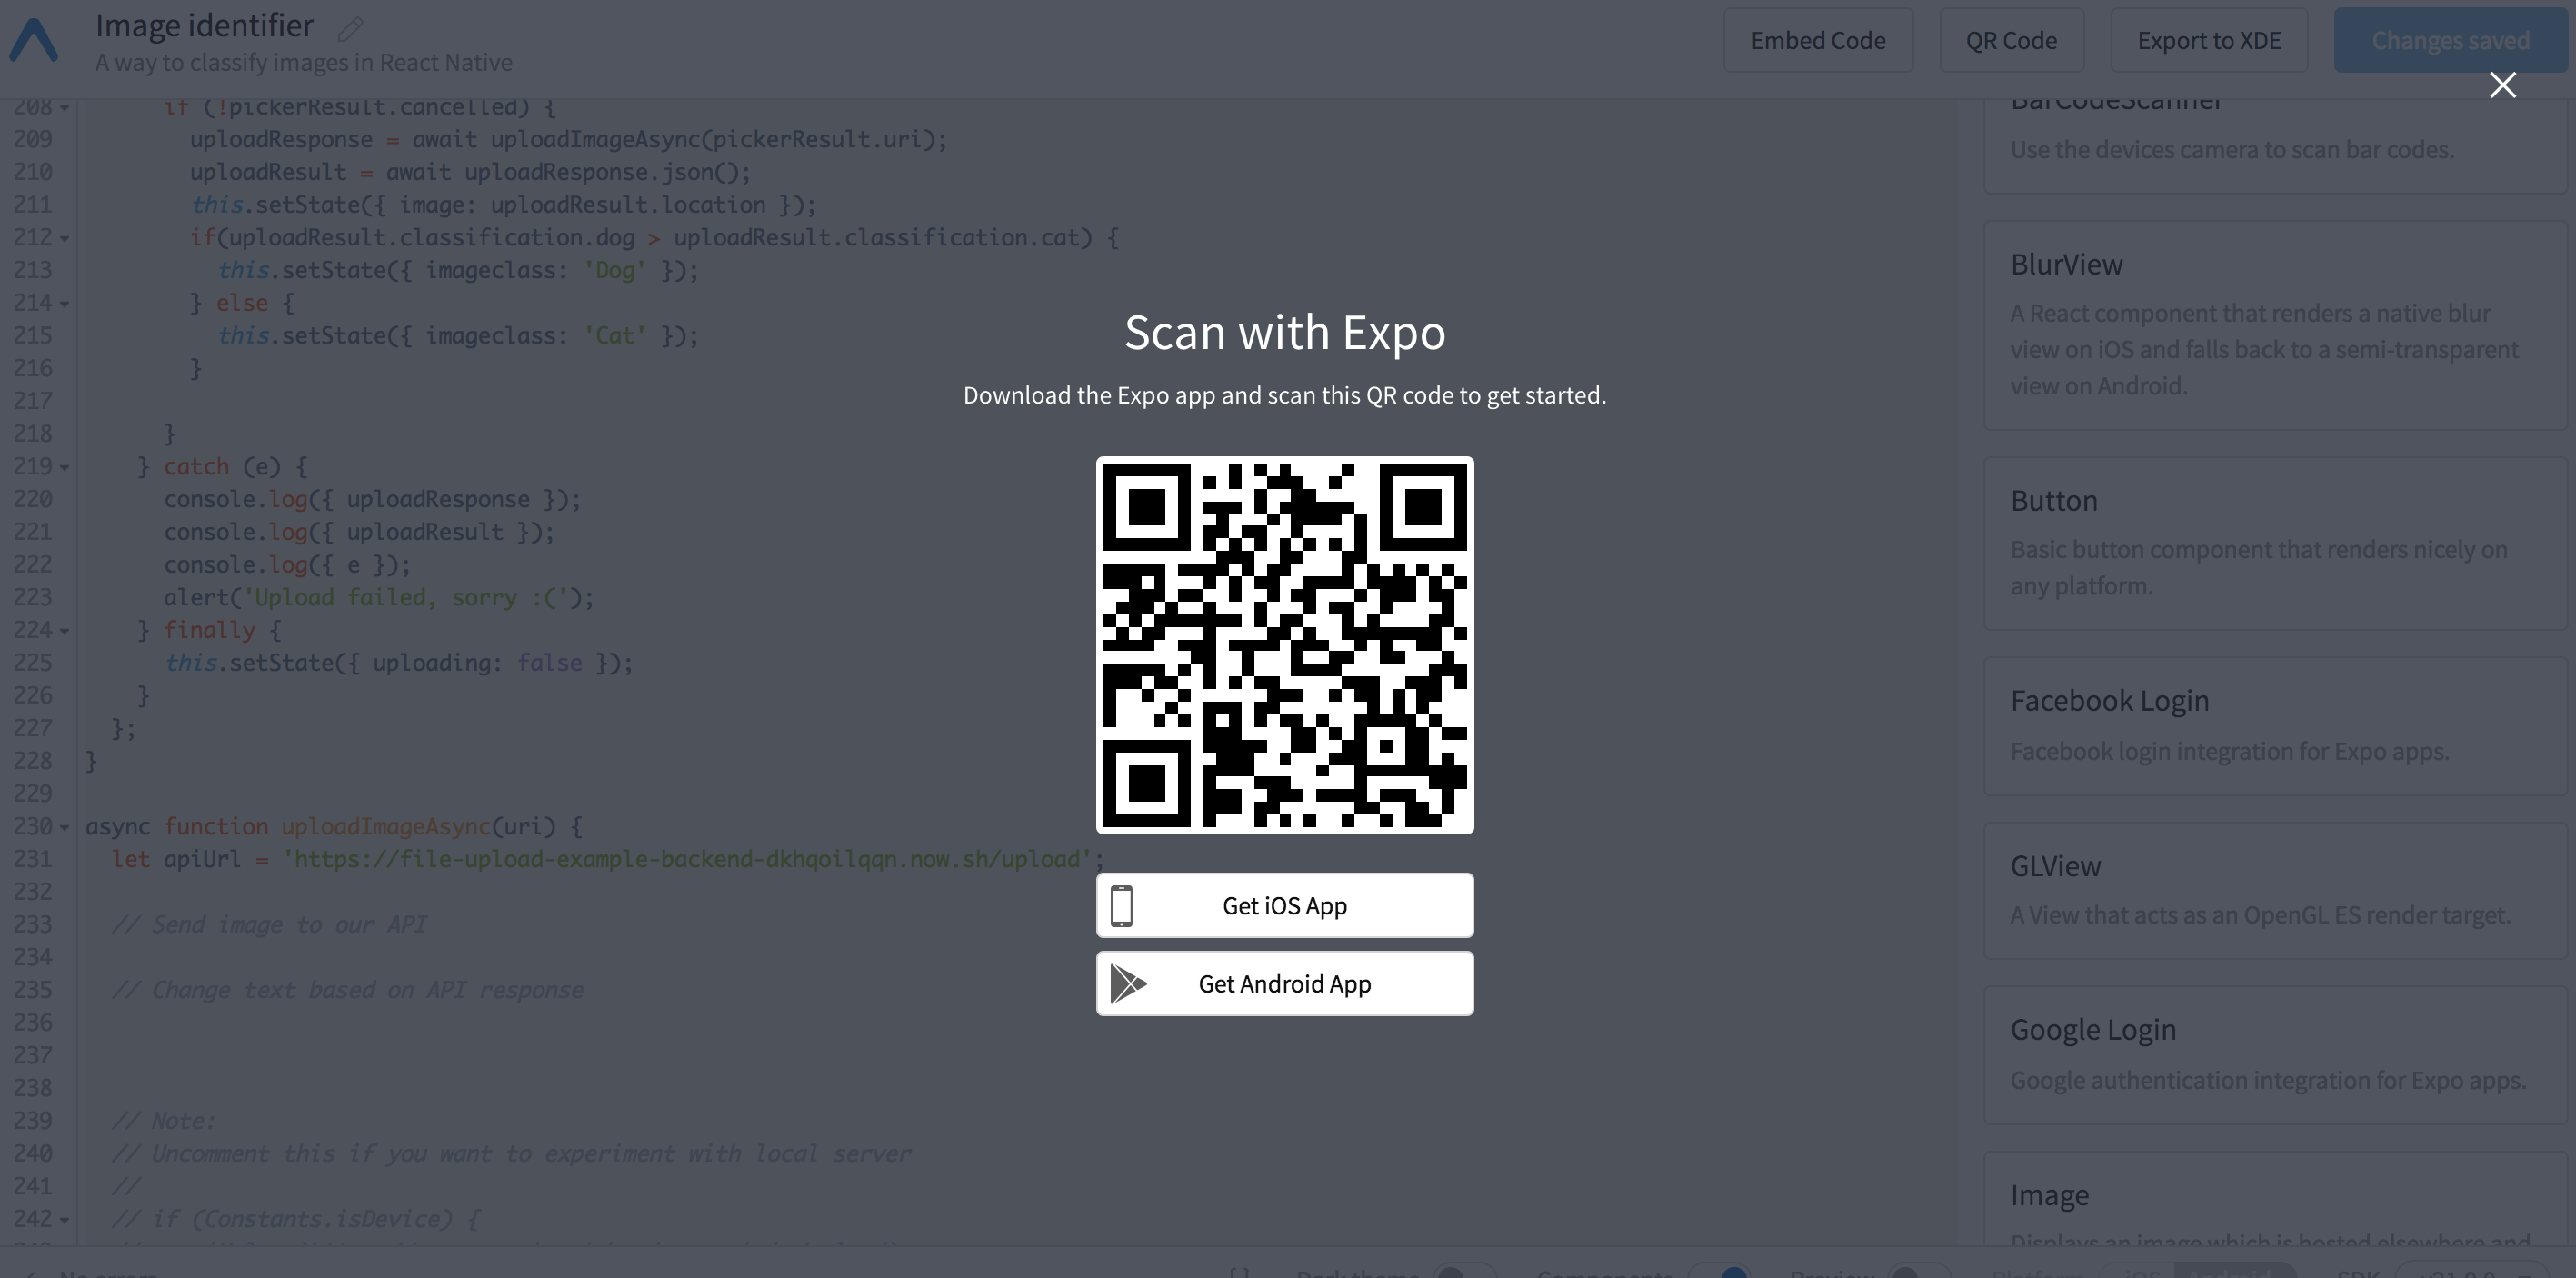 Image identifier
A way to classify images in React Native
Embed Code
QR Code
Export to XDE
Changes saved
208 if (!pickerResult.cancelled) {
209 uploadResponse = await uploadImageAsync(pickerResult.uri);
210 uploadResult = await uploadResponse.json();
211 this.setState({ image: uploadResult.location });
212 if(uploadResult.classification.dog > uploadResult.classification.cat) {
213 this.setState({ imageclass: 'Dog' });
214 } else {
215 this.setState({ imageclass: 'Cat' });
216 }
217
218 }
219 } catch (e) {
220 console.log({ uploadResponse });
221 console.log({ uploadResult });
222 console.log({ e });
223 alert('Upload failed, sorry :(');
224 } finally {
225 this.setState({ uploading: false });
226 }
227 };
228 }
229
230 async function uploadImageAsync(uri) {
231 let apiUrl = 'https://file-upload-example-backend-dkhqoilqqn.now.sh/upload';
232
233 // Send image to our API
234
235 // Change text based on API response
236
237
238
239 // Note:
240 // Uncomment this if you want to experiment with local server
241 //
242 // if (Constants.isDevice) {
Scan with Expo
Download the Expo app and scan this QR code to get started.
Get iOS App
Get Android App
BarCodeScanner
Use the devices camera to scan bar codes.
BlurView
A React component that renders a native blur
view on iOS and falls back to a semi-transparent
view on Android.
Button
Basic button component that renders nicely on
any platform.
Facebook Login
Facebook login integration for Expo apps.
GLView
A View that acts as an OpenGL ES render target.
Google Login
Google authentication integration for Expo apps.
Image
Displays an image which is hosted elsewhere and
No errors
Dark theme
Components
Preview
Platform
iOS
Android
SDK
v21.0.0